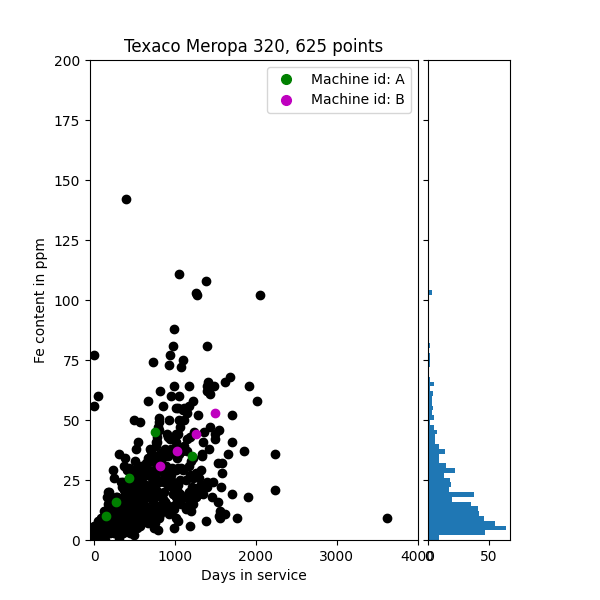 Texaco Meropa 320, 625 points
Machine id: A
Machine id: B
200
175
150
125
100
75
50
25
0
Fe content in ppm
0 1000 2000 3000 4000
0 50
Days in service